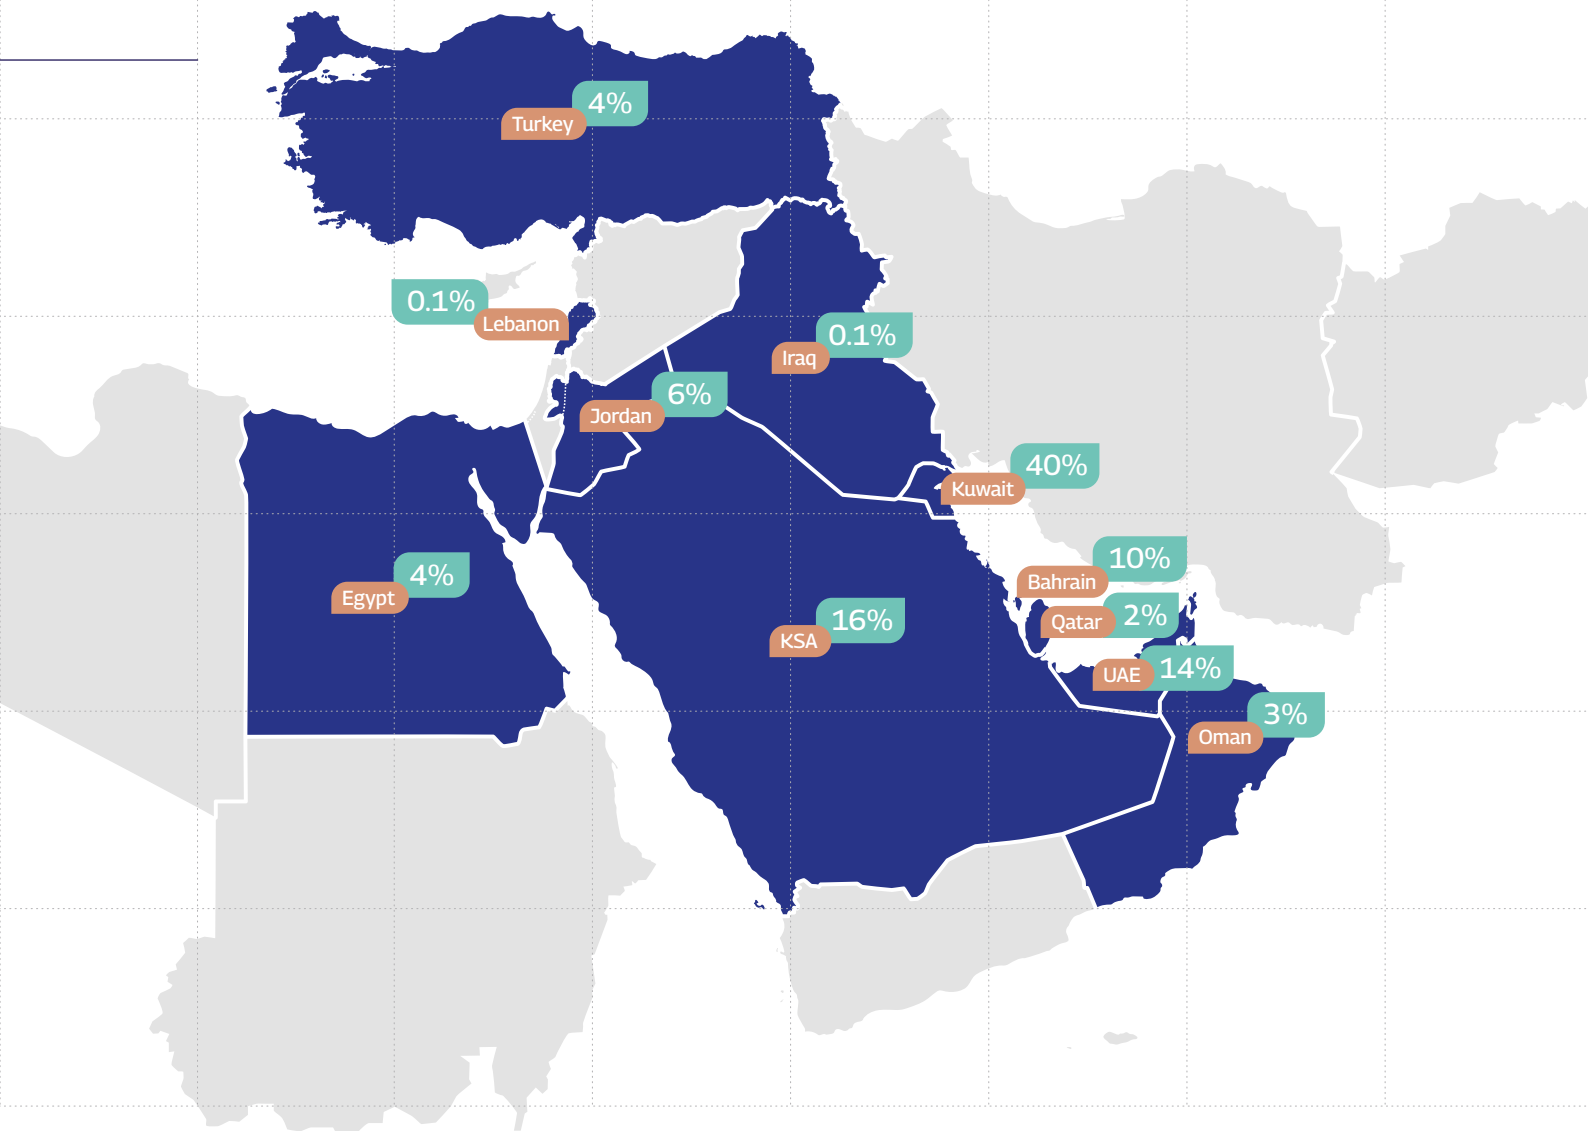 4%
Turkey
0.1%
Lebanon
0.1%
Iraq
6%
Jordan
40%
Kuwait
10%
Bahrain
4%
Egypt
16%
KSA
2%
Qatar
14%
UAE
3%
Oman